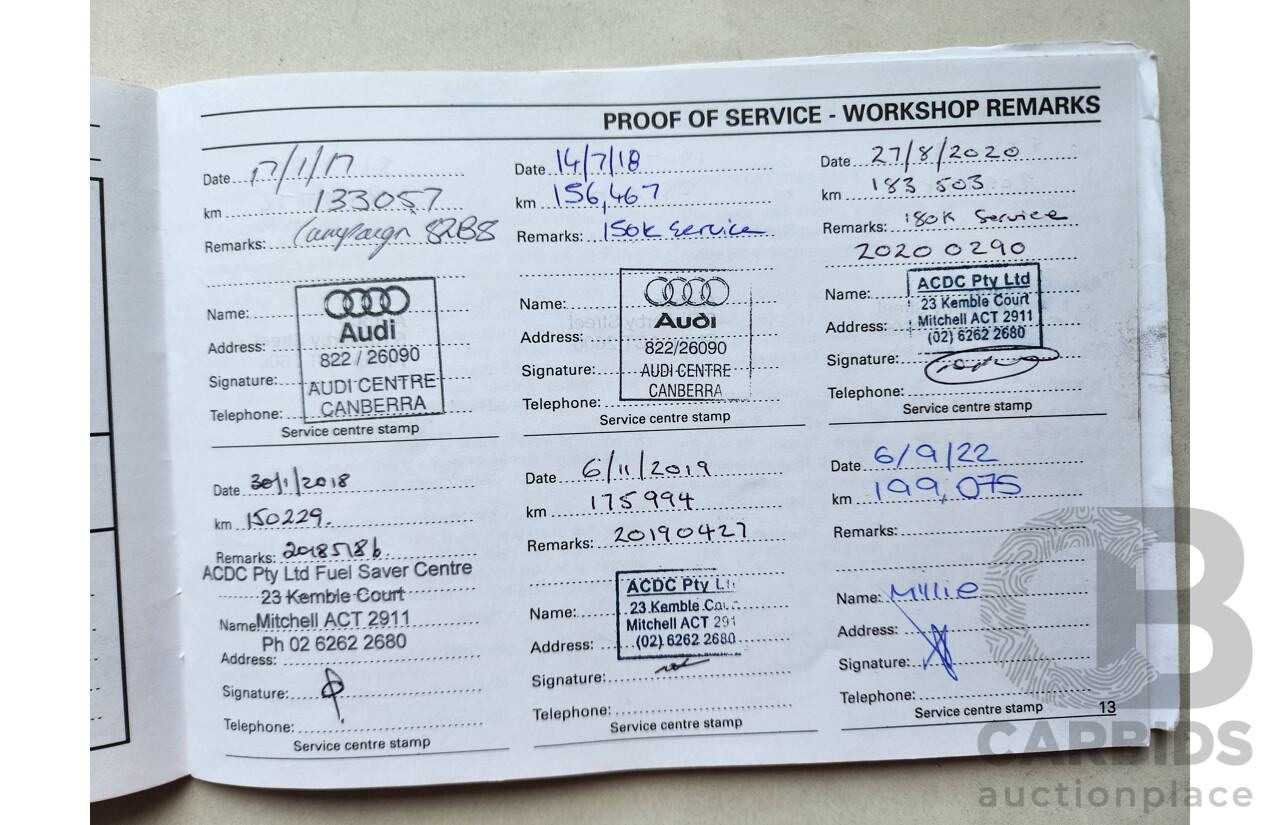 PROOF OF SERVICE - WORKSHOP REMARKS
Date 17/1/17
km 133057
Remarks: Campaign 82B8
Name:
Address:
Signature:
Telephone:
Audi
822 / 26090
AUDI CENTRE
CANBERRA
Service centre stamp
Date 30/1/2018
km 150229.
Remarks: 20185186
ACDC Pty Ltd Fuel Saver Centre
23 Kemble Court
Name Mitchell ACT 2911
Ph 02 6262 2680
Address:
Signature:
Telephone:
Service centre stamp
Date 14/7/18
km 156,467
Remarks: 150K Service
Name:
Address:
Signature:
Telephone:
Audi
822/26090
AUDI CENTRE
CANBERRA
Service centre stamp
Date 6/11/2019
km 175994
Remarks: 20190427
Name:
Address:
Signature:
Telephone:
ACDC Pty
23 Kemble
Mitchell ACT 291
(02) 6262 2680
Service centre stamp
Date 27/8/2020
km 183 503
Remarks: 180K Service
2020 0290
Name:
Address:
Signature:
Telephone:
ACDC Pty Ltd
23 Kemble Court
Mitchell ACT 2911
(02) 6262 2680
Service centre stamp
Date 6/9/22
km 199,075
Remarks:
Name: Millie
Address:
Signature:
Telephone:
Service centre stamp
13
CARBIDS
auctionplace